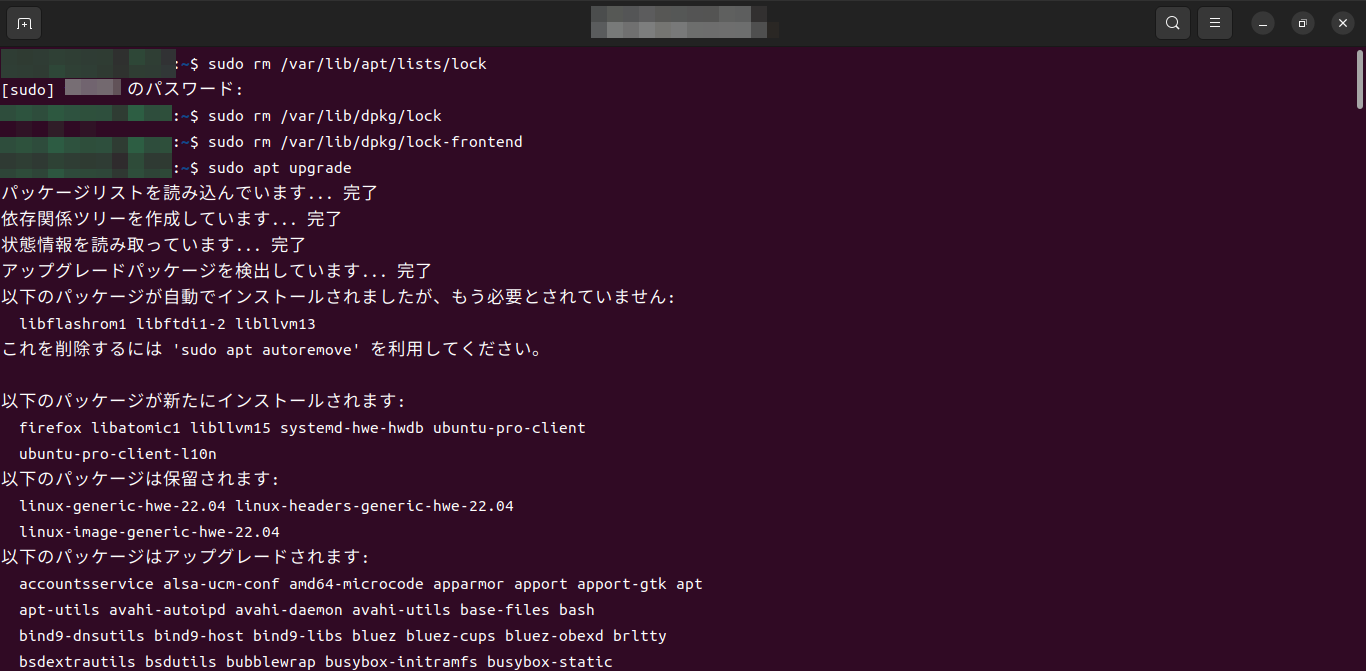 :~$ sudo rm /var/lib/apt/lists/lock
[sudo] のパスワード:
:~$ sudo rm /var/lib/dpkg/lock
:~$ sudo rm /var/lib/dpkg/lock-frontend
:~$ sudo apt upgrade
パッケージリストを読み込んでいます... 完了
依存関係ツリーを作成しています... 完了
状態情報を読み取っています... 完了
アップグレードパッケージを検出しています... 完了
以下のパッケージが自動でインストールされましたが、もう必要とされていません:
  libflashrom1 libftdi1-2 libllvm13
これを削除するには 'sudo apt autoremove' を利用してください。
以下のパッケージが新たにインストールされます:
  firefox libatomic1 libllvm15 systemd-hwe-hwdb ubuntu-pro-client
  ubuntu-pro-client-l10n
以下のパッケージは保留されます:
  linux-generic-hwe-22.04 linux-headers-generic-hwe-22.04
  linux-image-generic-hwe-22.04
以下のパッケージはアップグレードされます:
  accountsservice alsa-ucm-conf amd64-microcode apparmor apport apport-gtk apt
  apt-utils avahi-autoipd avahi-daemon avahi-utils base-files bash
  bind9-dnsutils bind9-host bind9-libs bluez bluez-cups bluez-obexd brltty
  bsdextrautils bsdutils bubblewrap busybox-initramfs busybox-static